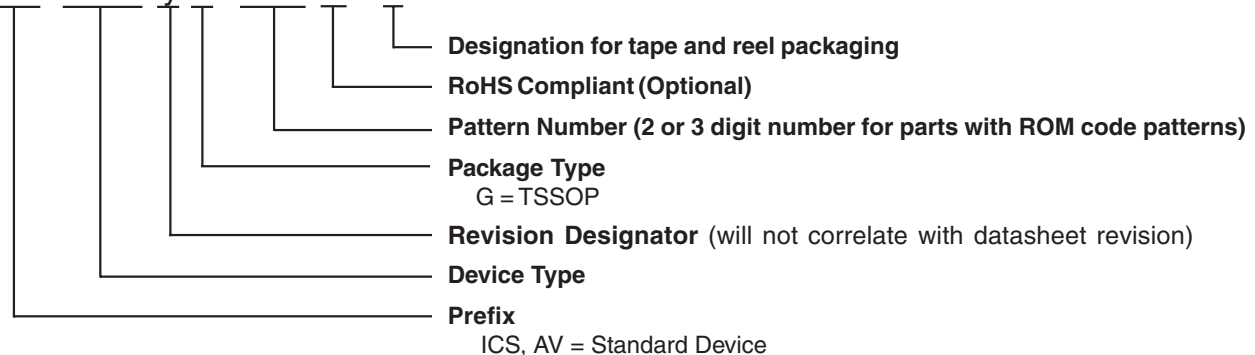 Designation for tape and reel packaging
RoHS Compliant (Optional)
Pattern Number (2 or 3 digit number for parts with ROM code patterns)
Package Type
G = TSSOP
Revision Designator (will not correlate with datasheet revision)
Device Type
Prefix
ICS, AV = Standard Device